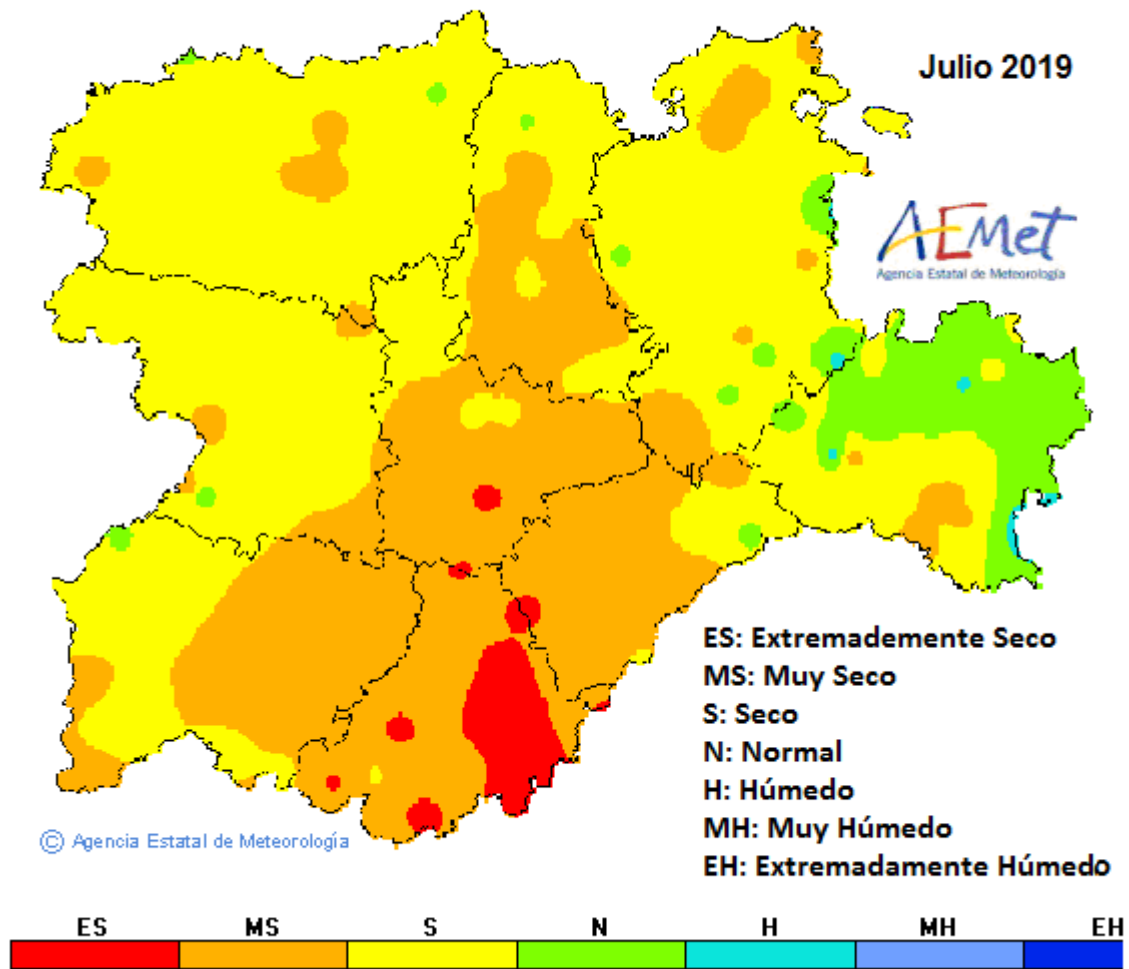 Julio 2019
AEMet
Agencia Estatal de Meteorología
ES: Extremademente Seco
MS: Muy Seco
S: Seco
N: Normal
H: Húmedo
MH: Muy Húmedo
EH: Extremadamente Húmedo
© Agencia Estatal de Meteorología
ES MS S N H MH EH